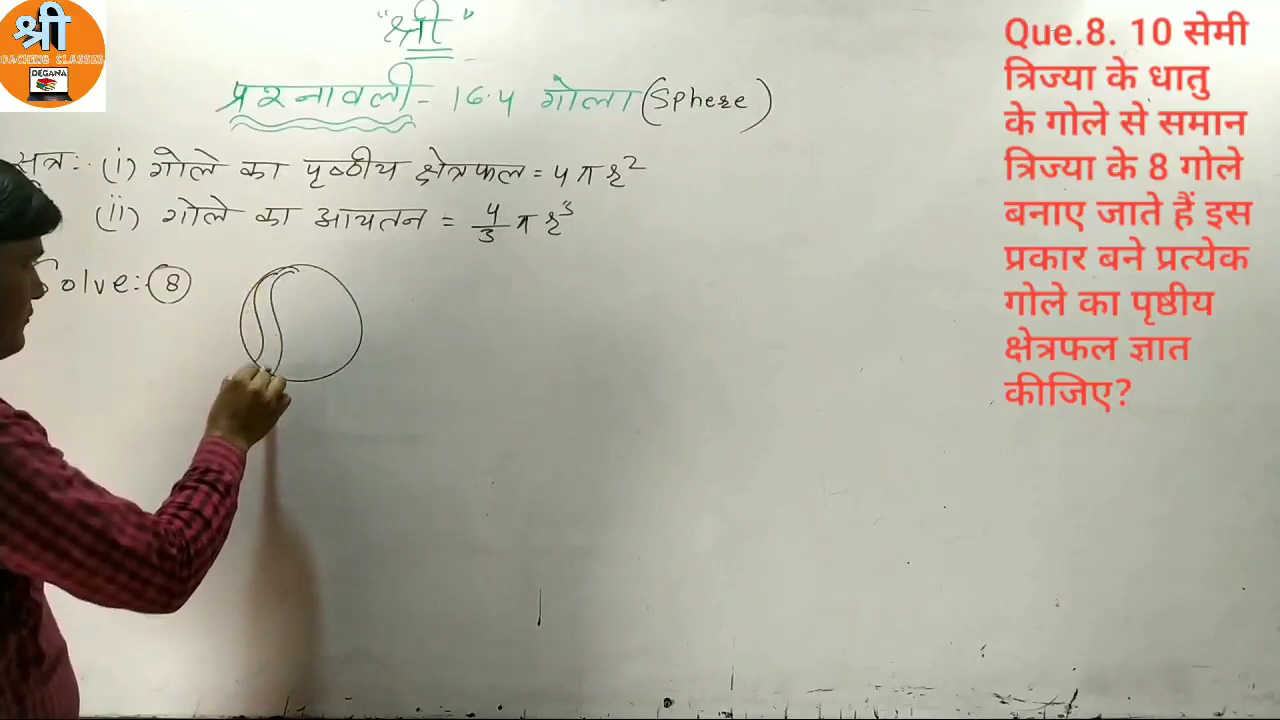 श्री
COACHING CLASSES
DEGANA
"श्री"
प्रश्नावली - 16.4 गोला (Sphere)
सूत्र:- (i) गोले का पृष्ठीय क्षेत्रफल = 4πr²
(ii) गोले का आयतन = 4/3 πr³
Solve:- 8
Que.8. 10 सेमी
त्रिज्या के धातु
के गोले से समान
त्रिज्या के 8 गोले
बनाए जाते हैं इस
प्रकार बने प्रत्येक
गोले का पृष्ठीय
क्षेत्रफल ज्ञात
कीजिए?